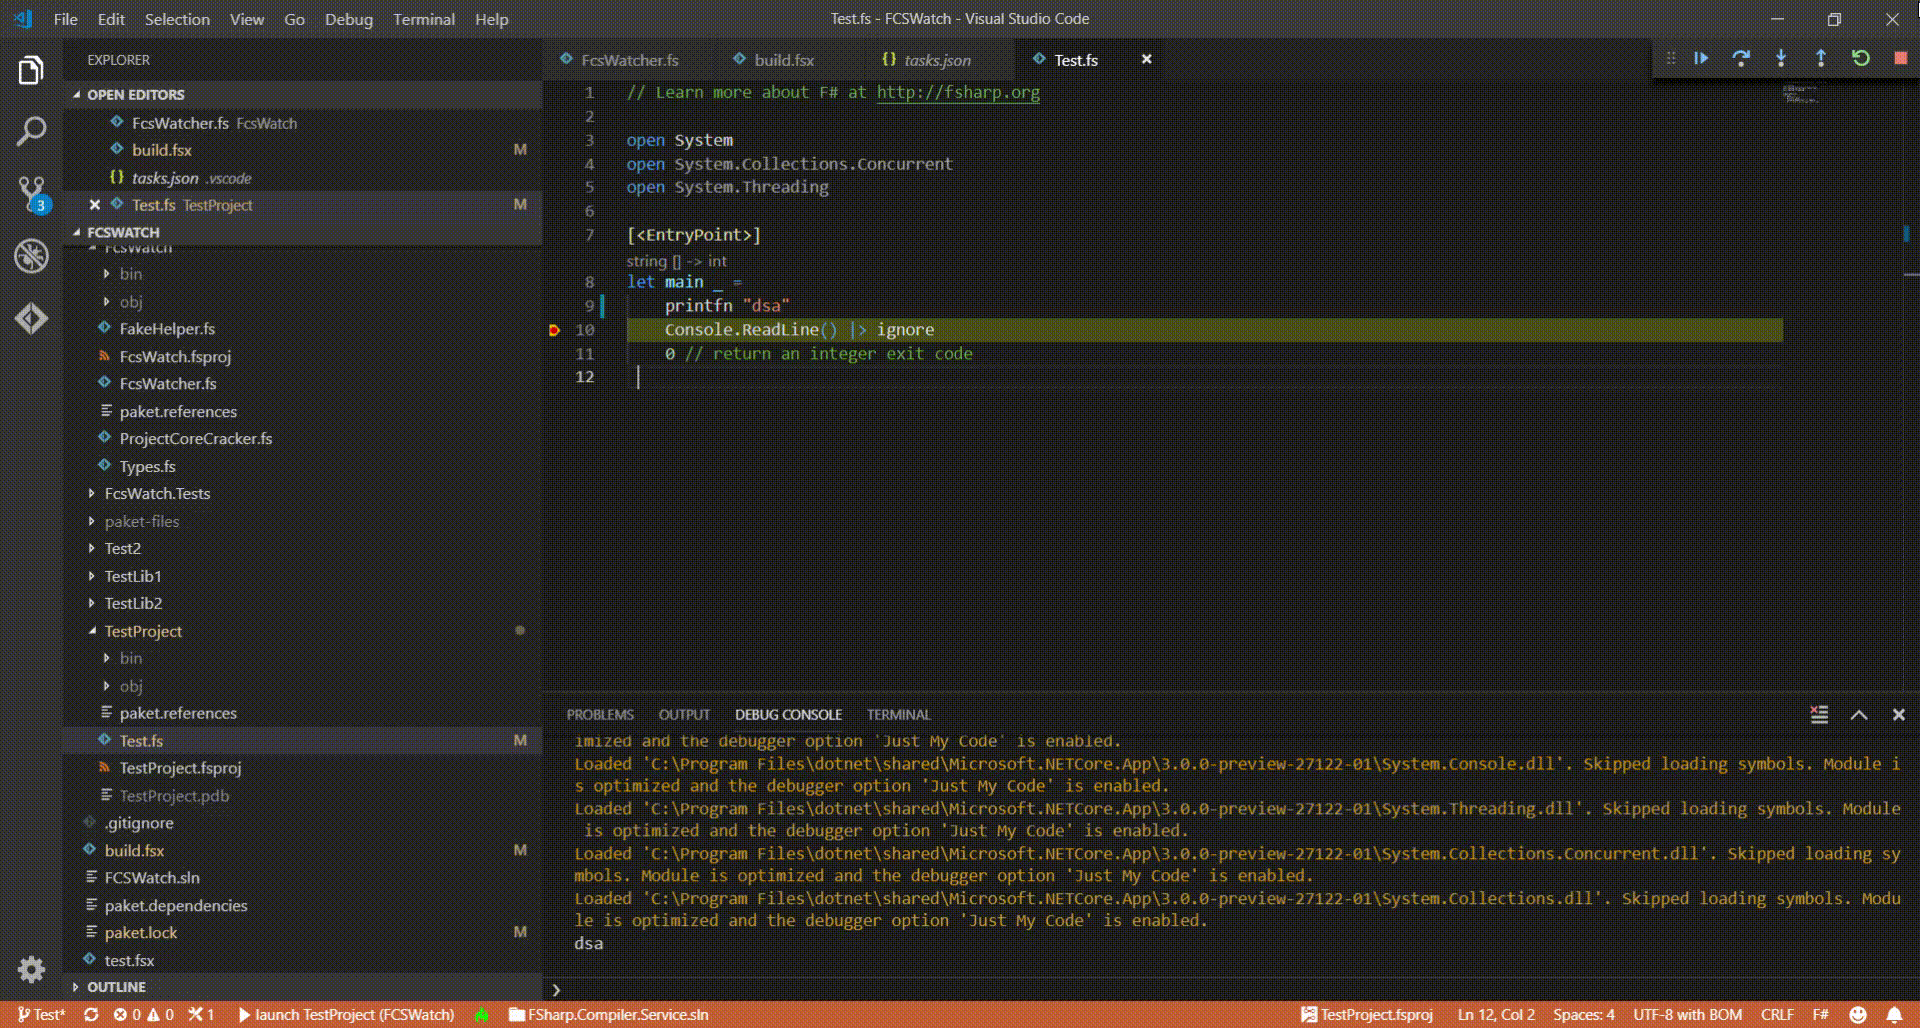 File Edit Selection View Go Debug Terminal Help
Test.fs - FCSWatch - Visual Studio Code
EXPLORER
OPEN EDITORS
FcsWatcher.fs FcsWatch
build.fsx M
{} tasks.json .vscode
Test.fs TestProject M
FCSWATCH
FcsWatch
bin
obj
FakeHelper.fs
FcsWatch.fsproj
FcsWatcher.fs
paket.references
ProjectCoreCracker.fs
Types.fs
FcsWatch.Tests
paket-files
Test2
TestLib1
TestLib2
TestProject
bin
obj
paket.references
Test.fs M
TestProject.fsproj
TestProject.pdb
.gitignore
build.fsx M
FCSWatch.sln
paket.dependencies
paket.lock M
test.fsx
OUTLINE
3
FcsWatcher.fs build.fsx {} tasks.json Test.fs
1 // Learn more about F# at http://fsharp.org
2
3 open System
4 open System.Collections.Concurrent
5 open System.Threading
6
7 [<EntryPoint>]
string [] -> int
8 let main _ =
9 printfn "dsa"
10 Console.ReadLine() |> ignore
11 0 // return an integer exit code
12
PROBLEMS OUTPUT DEBUG CONSOLE TERMINAL
imized and the debugger option 'Just My Code' is enabled.
Loaded 'C:\Program Files\dotnet\shared\Microsoft.NETCore.App\3.0.0-preview-27122-01\System.Console.dll'. Skipped loading symbols. Module i
s optimized and the debugger option 'Just My Code' is enabled.
Loaded 'C:\Program Files\dotnet\shared\Microsoft.NETCore.App\3.0.0-preview-27122-01\System.Threading.dll'. Skipped loading symbols. Module
is optimized and the debugger option 'Just My Code' is enabled.
Loaded 'C:\Program Files\dotnet\shared\Microsoft.NETCore.App\3.0.0-preview-27122-01\System.Collections.Concurrent.dll'. Skipped loading sy
mbols. Module is optimized and the debugger option 'Just My Code' is enabled.
Loaded 'C:\Program Files\dotnet\shared\Microsoft.NETCore.App\3.0.0-preview-27122-01\System.Collections.dll'. Skipped loading symbols. Modu
le is optimized and the debugger option 'Just My Code' is enabled.
dsa
Test* 0 0 1 launch TestProject (FCSWatch) FSharp.Compiler.Service.sln TestProject.fsproj Ln 12, Col 2 Spaces: 4 UTF-8 with BOM CRLF F#